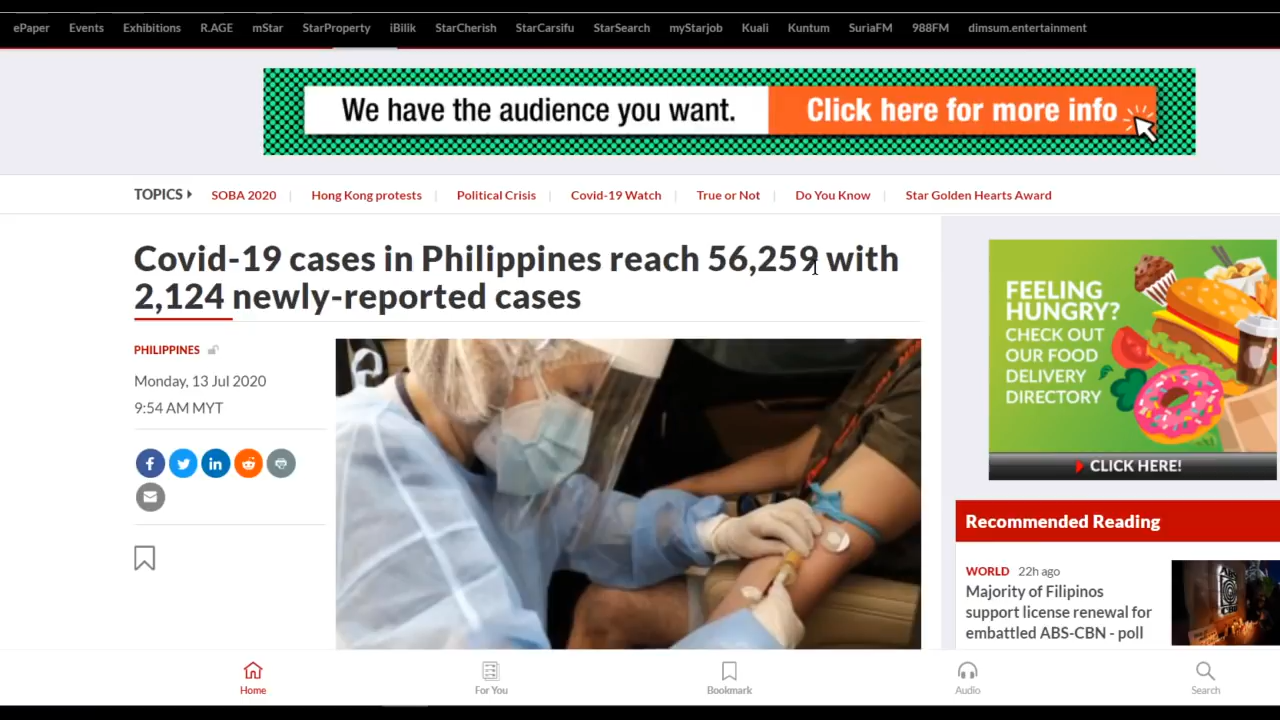 ePaper Events Exhibitions R.AGE mStar StarProperty iBilik StarCherish StarCarsifu StarSearch myStarjob Kuali Kuntum SuriaFM 988FM dimsum.entertainment
We have the audience you want. Click here for more info
TOPICS SOBA 2020 | Hong Kong protests | Political Crisis | Covid-19 Watch | True or Not | Do You Know | Star Golden Hearts Award
Covid-19 cases in Philippines reach 56,259 with
2,124 newly-reported cases
PHILIPPINES
Monday, 13 Jul 2020
9:54 AM MYT
FEELING
HUNGRY?
CHECK OUT
OUR FOOD
DELIVERY
DIRECTORY
CLICK HERE!
Recommended Reading
WORLD 22h ago
Majority of Filipinos
support license renewal for
embattled ABS-CBN - poll
Home For You Bookmark Audio Search